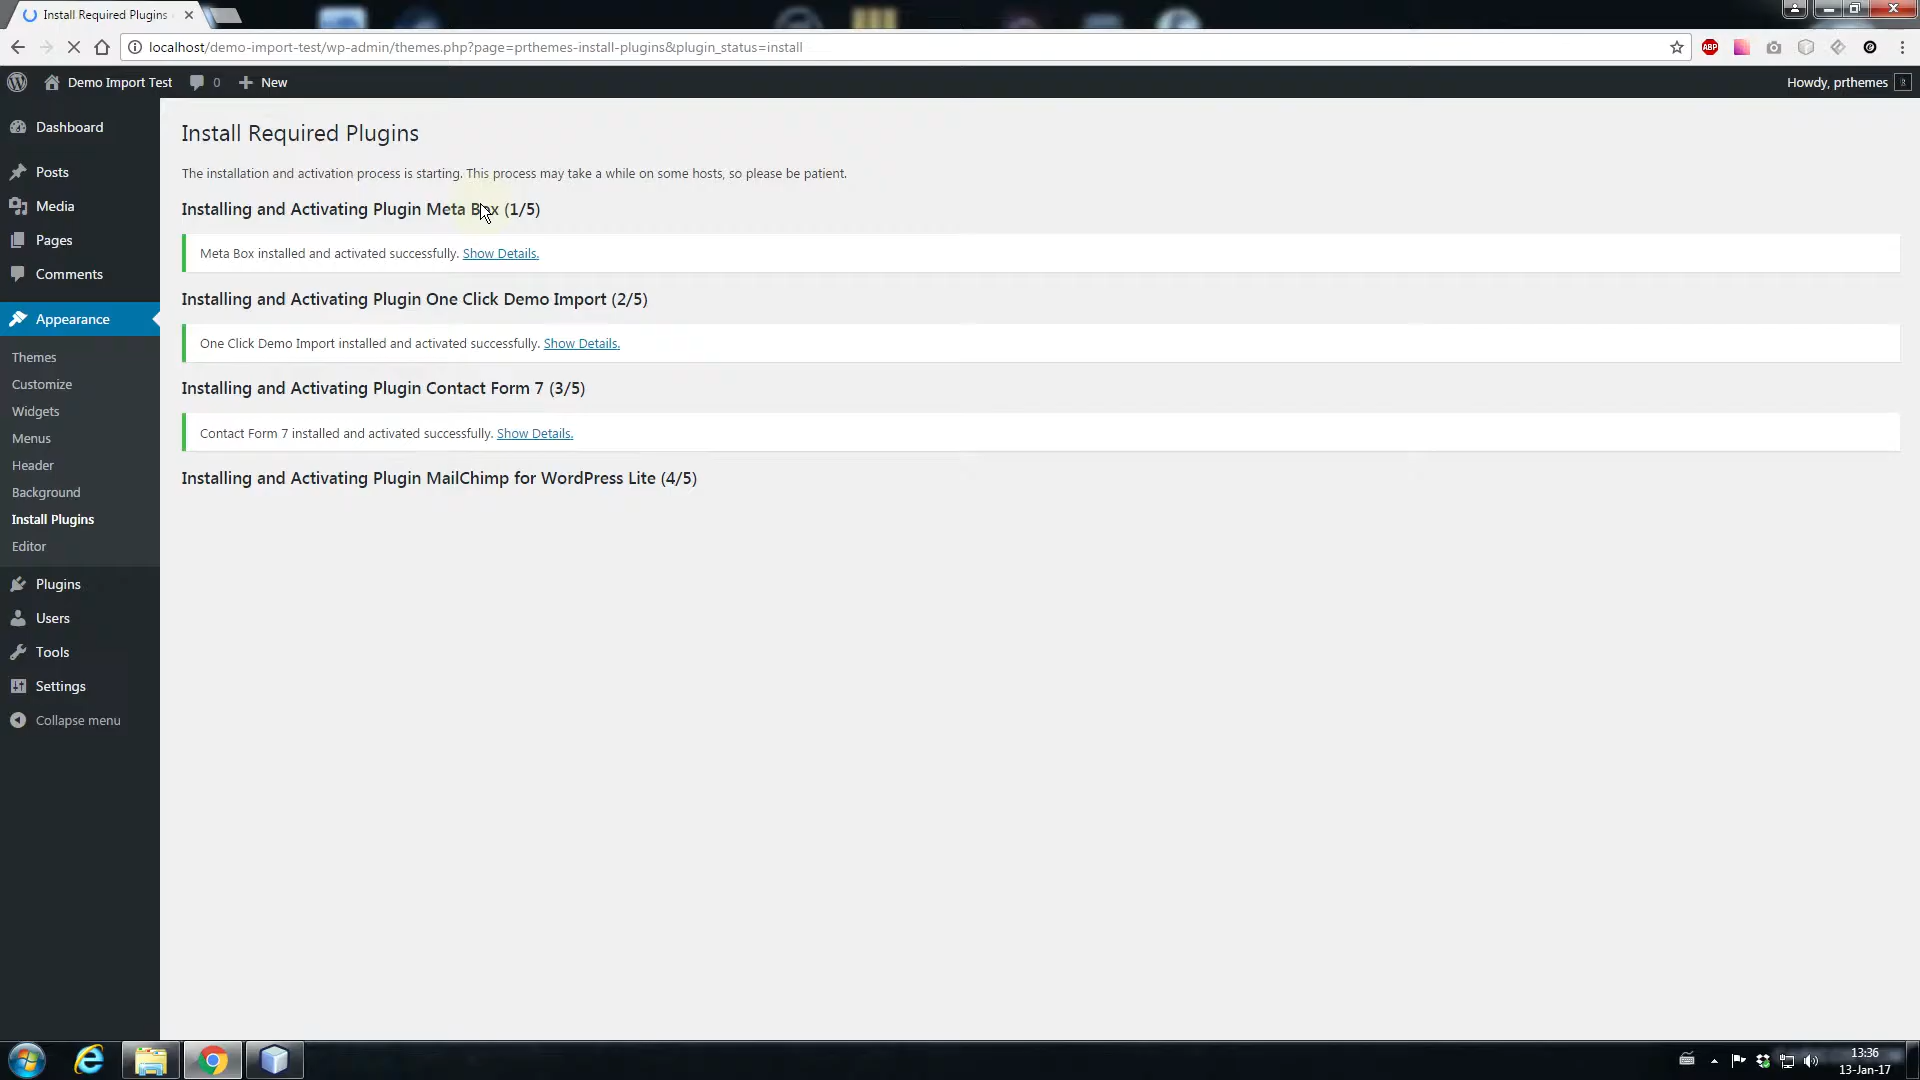 Install Required Plugins
localhost/demo-import-test/wp-admin/themes.php?page=prthemes-install-plugins&plugin_status=install
ABP
Demo Import Test
0
New
Howdy, prthemes
Dashboard
Posts
Media
Pages
Comments
Appearance
Themes
Customize
Widgets
Menus
Header
Background
Install Plugins
Editor
Plugins
Users
Tools
Settings
Collapse menu
Install Required Plugins
The installation and activation process is starting. This process may take a while on some hosts, so please be patient.
Installing and Activating Plugin Meta Box (1/5)
Meta Box installed and activated successfully. Show Details.
Installing and Activating Plugin One Click Demo Import (2/5)
One Click Demo Import installed and activated successfully. Show Details.
Installing and Activating Plugin Contact Form 7 (3/5)
Contact Form 7 installed and activated successfully. Show Details.
Installing and Activating Plugin MailChimp for WordPress Lite (4/5)
13:36
13-Jan-17